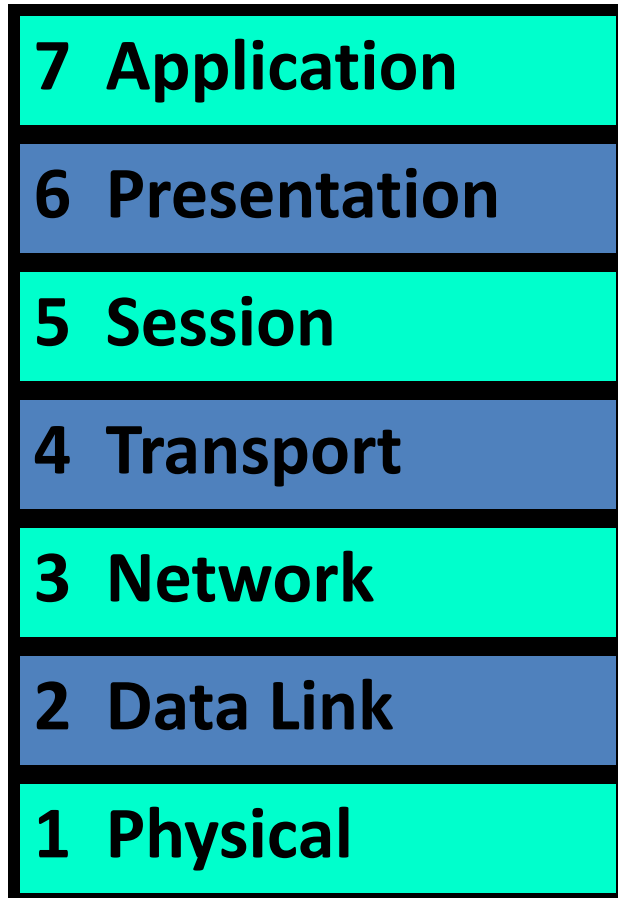 7 Application
6 Presentation
5 Session
4 Transport
3 Network
2 Data Link
1 Physical